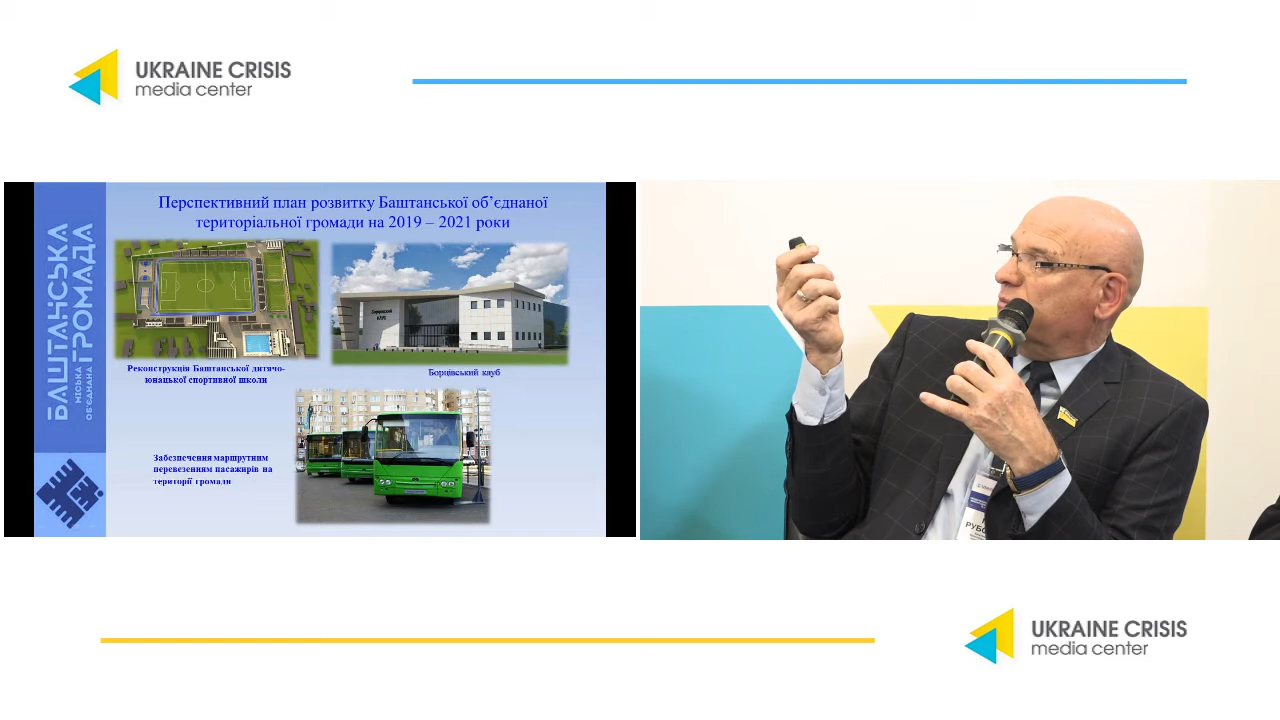 UKRAINE CRISIS
media center
БАШТАНСЬКА
МІСЬКА
ОБ'ЄДНАНА
ГРОМАДА
Перспективний план розвитку Баштанської об’єднаної
територіальної громади на 2019 – 2021 роки
Реконструкція Баштанської дитячо-
юнацької спортивної школи
Борцівський клуб
Забезпечення маршрутним
перевезенням пасажирів на
території громади
UKRAINE CRISIS
media center